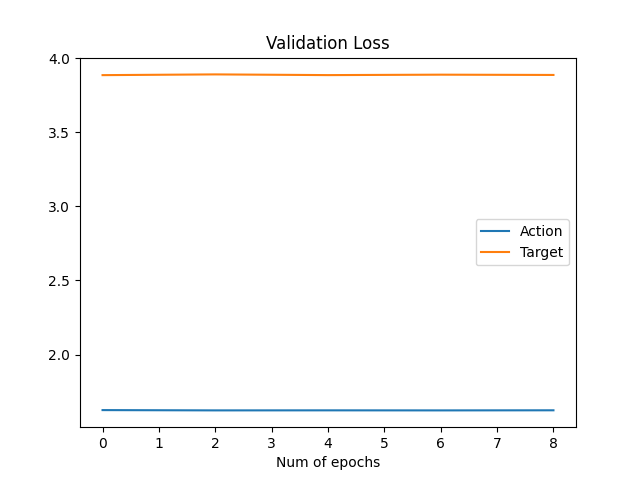 Validation Loss
4.0
3.5
3.0
2.5
2.0
Action
Target
0 1 2 3 4 5 6 7 8
Num of epochs